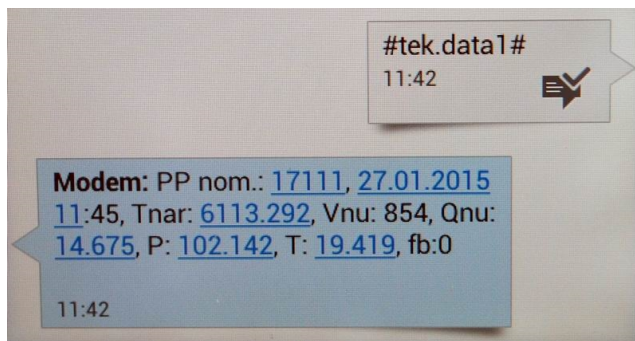 #tek.data1#
11:42
Modem: PP nom.: 17111, 27.01.2015
11:45, Tnar: 6113.292, Vnu: 854, Qnu:
14.675, P: 102.142, T: 19.419, fb:0
11:42